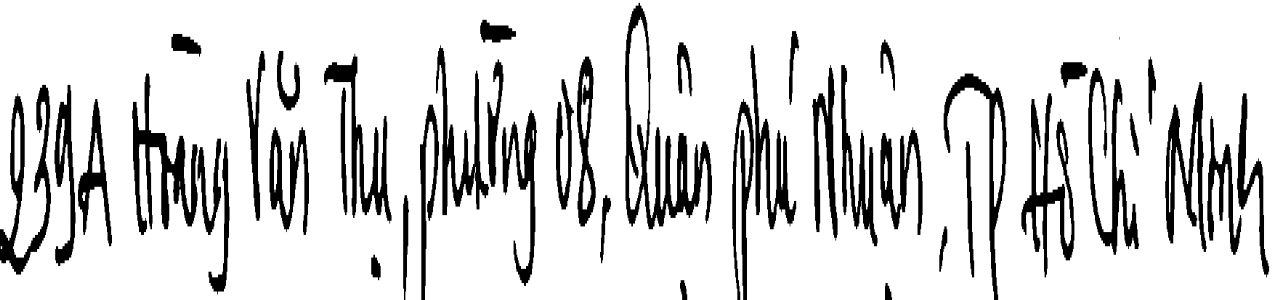 239A Hoàng Văn Thụ, phường 08, Quận Phú Nhuận, TP Hồ Chí Minh